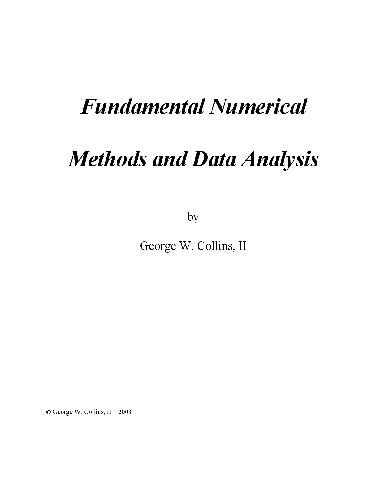 Fundamental Numerical
Methods and Data Analysis
by
George W. Collins, II
© George W. Collins, II 2003